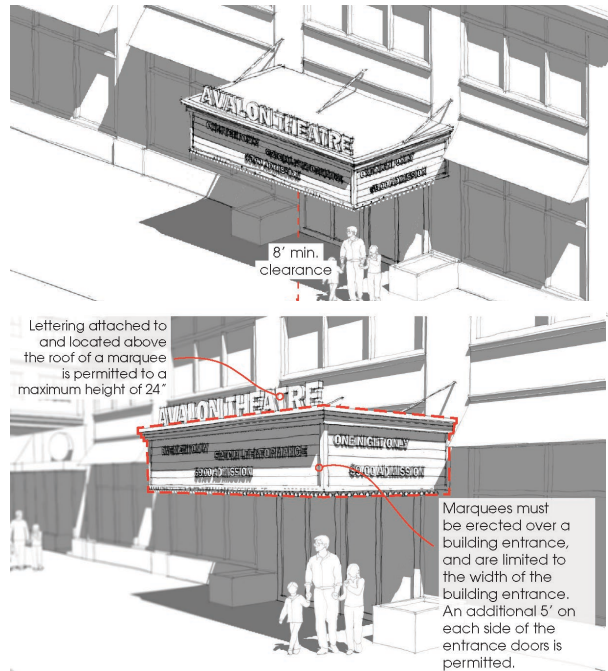 AVALON THEATRE
ONE NIGHT ONLY
8' min.
clearance
Lettering attached to
and located above
the roof of a marquee
is permitted to a
maximum height of 24"
AVALON THEATRE
ONE NIGHT ONLY
ADMISSION
ADMISSION
Marquees must
be erected over a
building entrance,
and are limited to
the width of the
building entrance.
An additional 5' on
each side of the
entrance doors is
permitted.